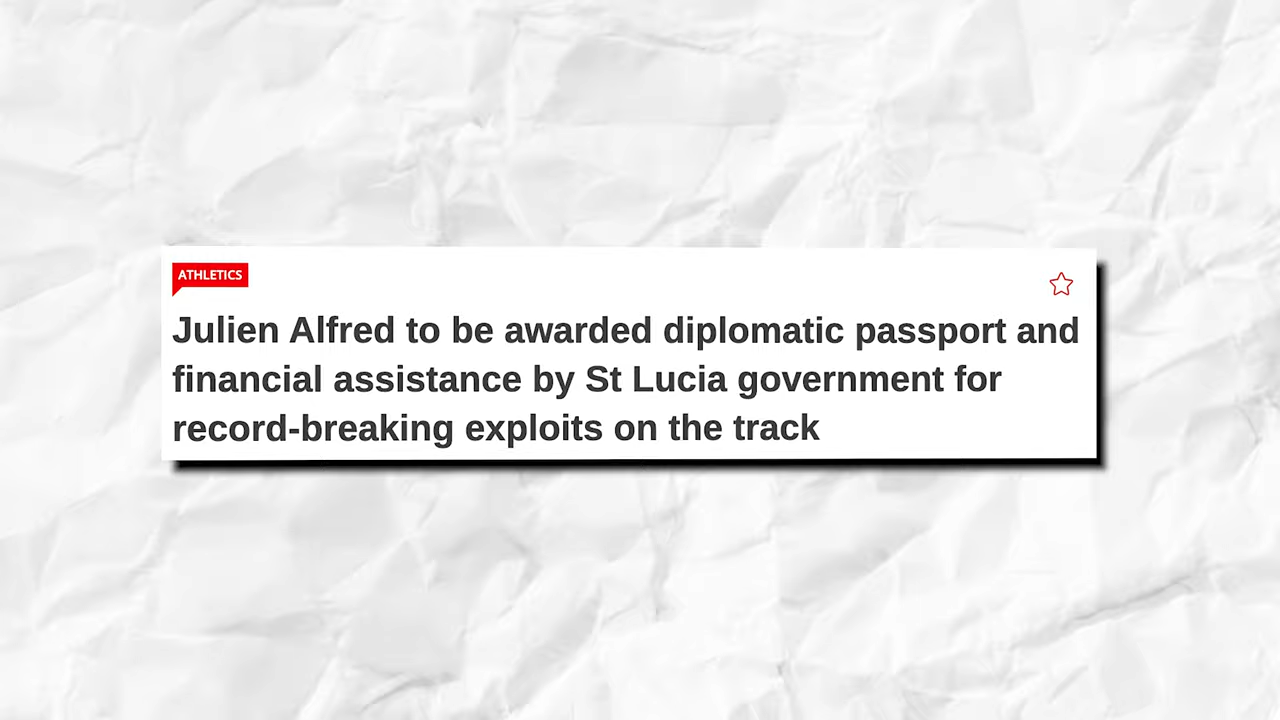 ATHLETICS
Julien Alfred to be awarded diplomatic passport and
financial assistance by St Lucia government for
record-breaking exploits on the track